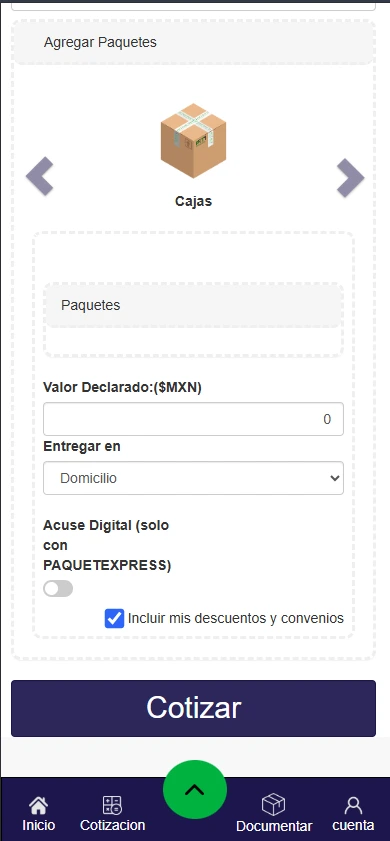 Agregar Paquetes
Cajas
Paquetes
Valor Declarado:($MXN)
0
Entregar en
Domicilio
Acuse Digital (solo
con
PAQUETEXPRESS)
Incluir mis descuentos y convenios
Cotizar
Inicio
Cotizacion
Documentar
cuenta